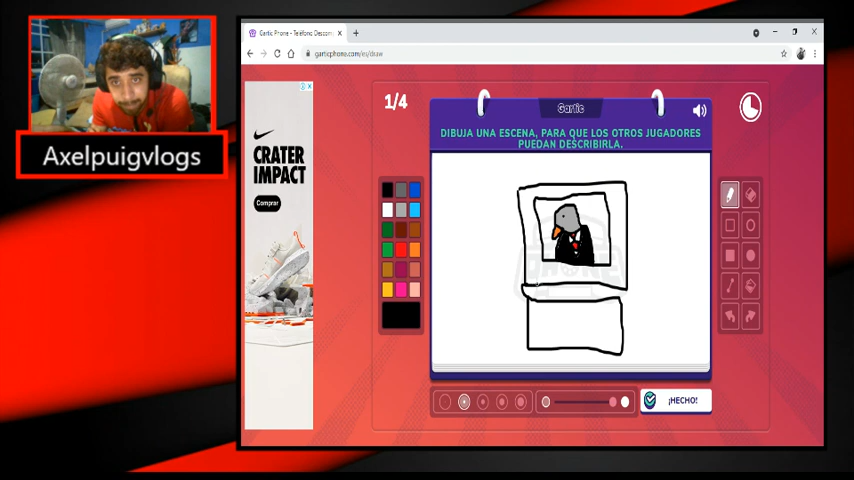 Gartic Phone - Teléfono Descom
garticphone.com/es/draw
1/4
Gartic
DIBUJA UNA ESCENA, PARA QUE LOS OTROS JUGADORES
PUEDAN DESCRIBIRLA.
CRATER
IMPACT
Comprar
Axelpuigvlogs
¡HECHO!